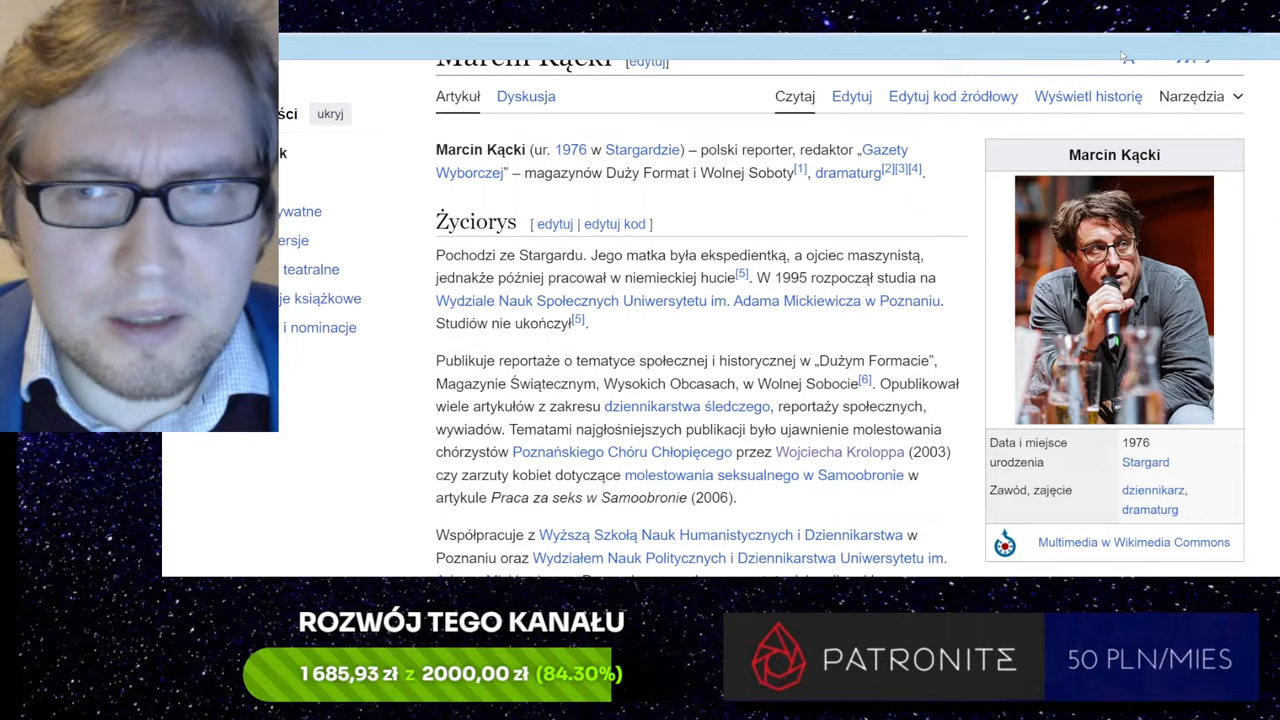 Marcin Kącki [edytuj]
ści ukryj
k
ywatne
ersje
teatralne
je książkowe
i nominacje
Artykuł Dyskusja Czytaj Edytuj Edytuj kod źródłowy Wyświetl historię Narzędzia
Marcin Kącki (ur. 1976 w Stargardzie) – polski reporter, redaktor „Gazety
Wyborczej” – magazynów Duży Format i Wolnej Soboty[1], dramaturg[2][3][4].
Życiorys [ edytuj | edytuj kod ]
Pochodzi ze Stargardu. Jego matka była ekspedientką, a ojciec maszynistą,
jednakże później pracował w niemieckiej hucie[5]. W 1995 rozpoczął studia na
Wydziale Nauk Społecznych Uniwersytetu im. Adama Mickiewicza w Poznaniu.
Studiów nie ukończył[5].
Publikuje reportaże o tematyce społecznej i historycznej w „Dużym Formacie”,
Magazynie Świątecznym, Wysokich Obcasach, w Wolnej Sobocie[6]. Opublikował
wiele artykułów z zakresu dziennikarstwa śledczego, reportaży społecznych,
wywiadów. Tematami najgłośniejszych publikacji było ujawnienie molestowania
chórzystów Poznańskiego Chóru Chłopięcego przez Wojciecha Kroloppa (2003)
czy zarzuty kobiet dotyczące molestowania seksualnego w Samoobronie w
artykule Praca za seks w Samoobronie (2006).
Współpracuje z Wyższą Szkołą Nauk Humanistycznych i Dziennikarstwa w
Poznaniu oraz Wydziałem Nauk Politycznych i Dziennikarstwa Uniwersytetu im.
Marcin Kącki
Data i miejsce urodzenia
1976
Stargard
Zawód, zajęcie
dziennikarz,
dramaturg
Multimedia w Wikimedia Commons
ROZWÓJ TEGO KANAŁU
1 685,93 zł z 2000,00 zł (84.30%)
PATRONITE 50 PLN/MIES